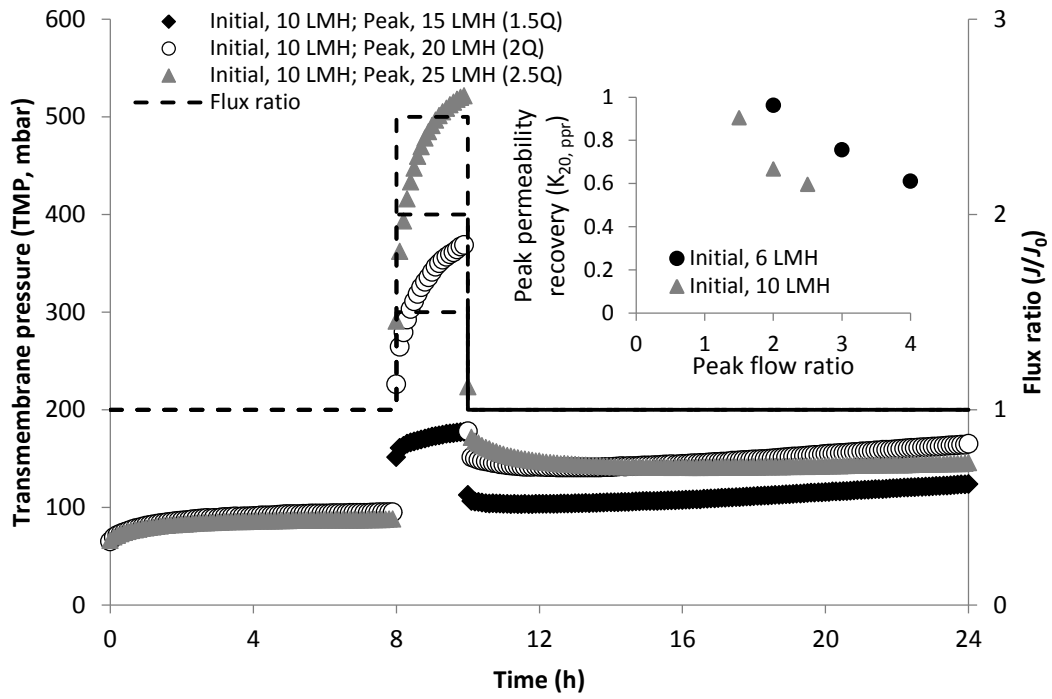 Initial, 10 LMH; Peak, 15 LMH (1.5Q)
Initial, 10 LMH; Peak, 20 LMH (2Q)
Initial, 10 LMH; Peak, 25 LMH (2.5Q)
Flux ratio
Transmembrane pressure (TMP, mbar)
600
500
400
300
200
100
0
0
4
8
12
16
20
24
Time (h)
3
2
1
0
Flux ratio (J/J0)
Peak permeability
recovery (K20, ppr)
1
0.8
0.6
0.4
0.2
0
0
1
2
3
4
Peak flow ratio
Initial, 6 LMH
Initial, 10 LMH